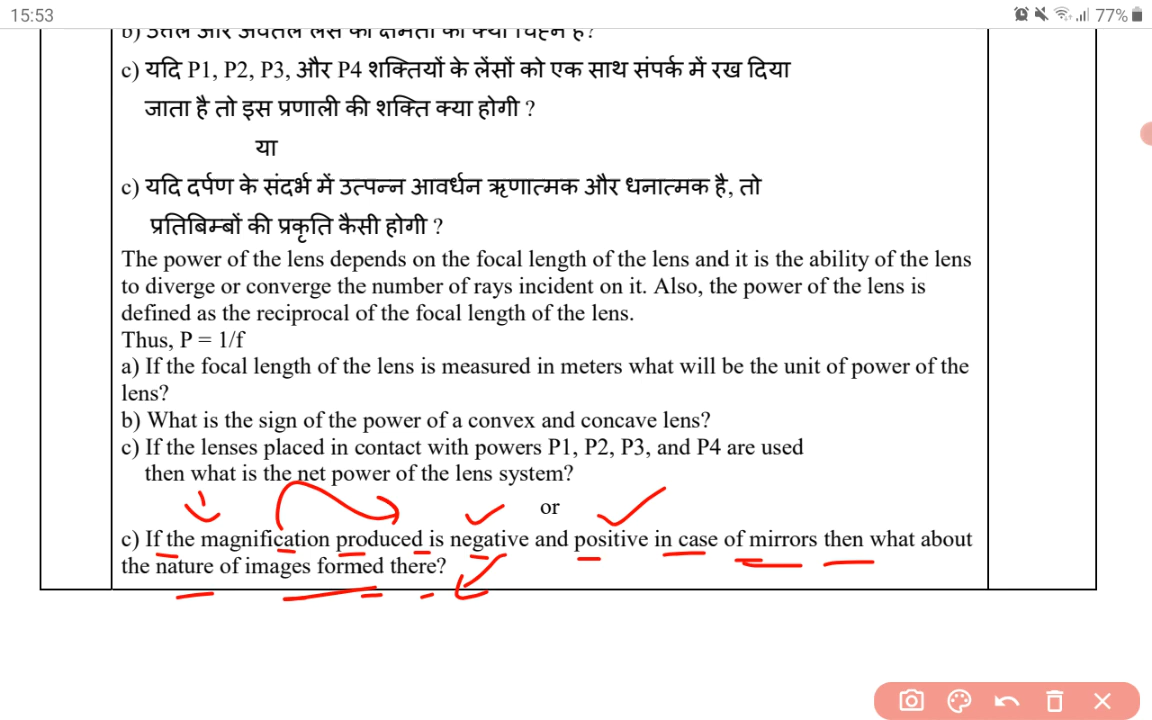 15:53
77%
b) उत्तल और अवतल लेंस की क्षमता का क्या चिह्न है?
c) यदि P1, P2, P3, और P4 शक्तियों के लेंसों को एक साथ संपर्क में रख दिया
जाता है तो इस प्रणाली की शक्ति क्या होगी ?
या
c) यदि दर्पण के संदर्भ में उत्पन्न आवर्धन ऋणात्मक और धनात्मक है, तो
प्रतिबिम्बों की प्रकृति कैसी होगी ?
The power of the lens depends on the focal length of the lens and it is the ability of the lens
to diverge or converge the number of rays incident on it. Also, the power of the lens is
defined as the reciprocal of the focal length of the lens.
Thus, P = 1/f
a) If the focal length of the lens is measured in meters what will be the unit of power of the
lens?
b) What is the sign of the power of a convex and concave lens?
c) If the lenses placed in contact with powers P1, P2, P3, and P4 are used
then what is the net power of the lens system?
or
c) If the magnification produced is negative and positive in case of mirrors then what about
the nature of images formed there?